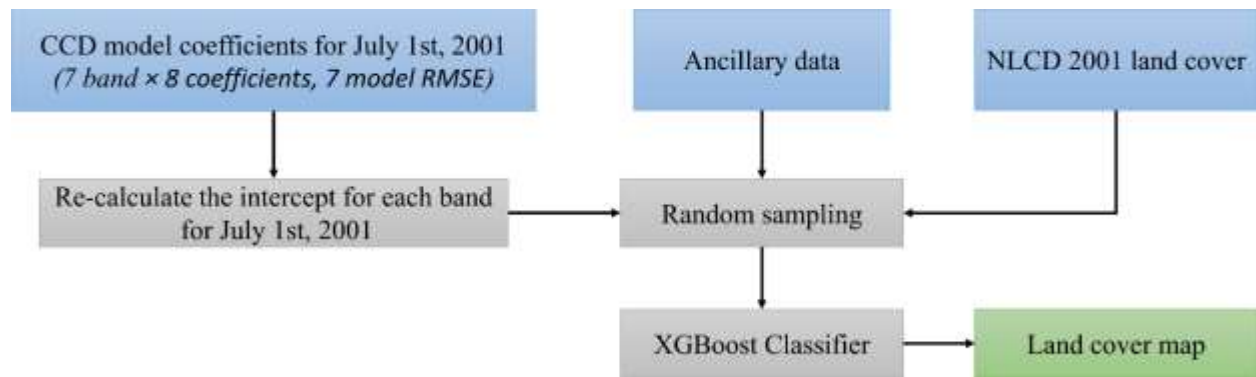 CCD model coefficients for July 1st, 2001
(7 band × 8 coefficients, 7 model RMSE)
Ancillary data
NLCD 2001 land cover
Re-calculate the intercept for each band
for July 1st, 2001
Random sampling
XGBoost Classifier
Land cover map